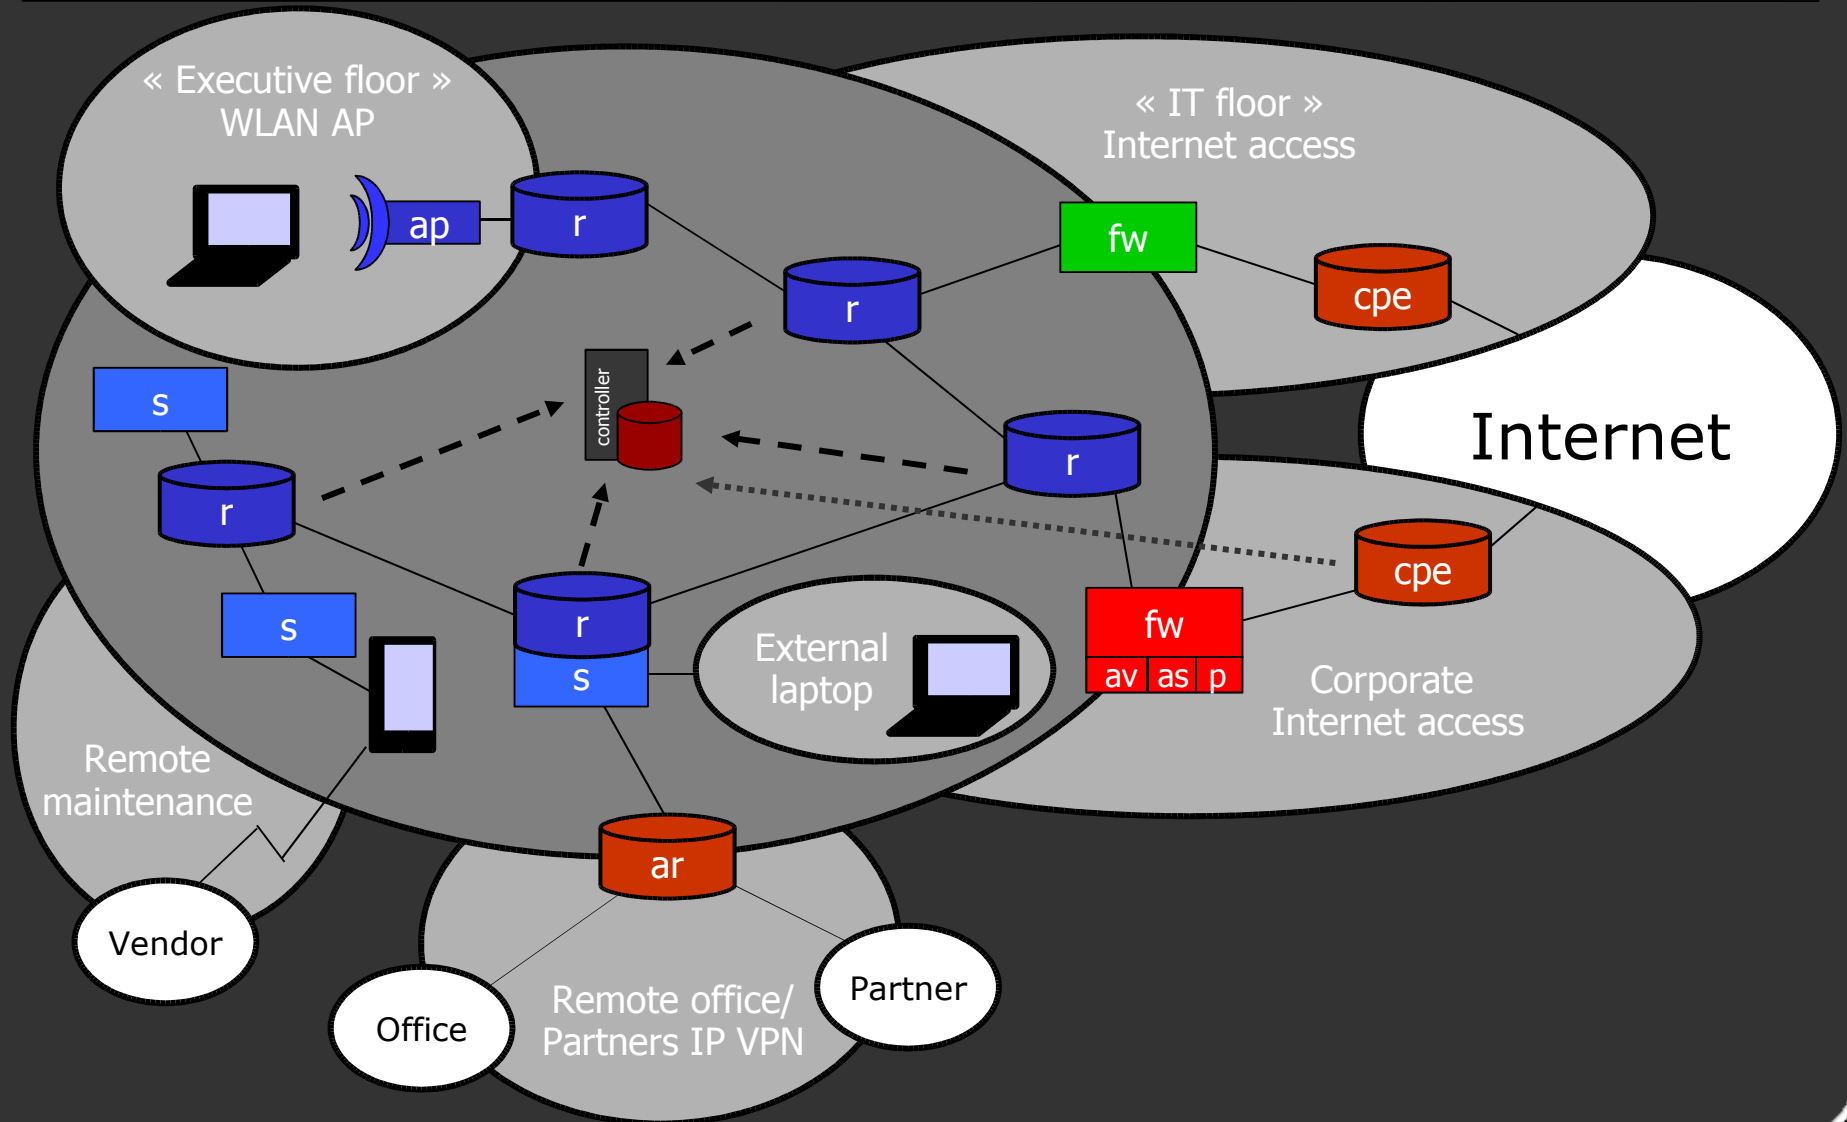 « Executive floor »
WLAN AP
« IT floor »
Internet access
ap
r
fw
r
cpe
controller
s
Internet
r
r
cpe
s
r
fw
External
laptop
s
av as p
Corporate
Internet access
Remote
maintenance
ar
Vendor
Partner
Office
Remote office/
Partners IP VPN